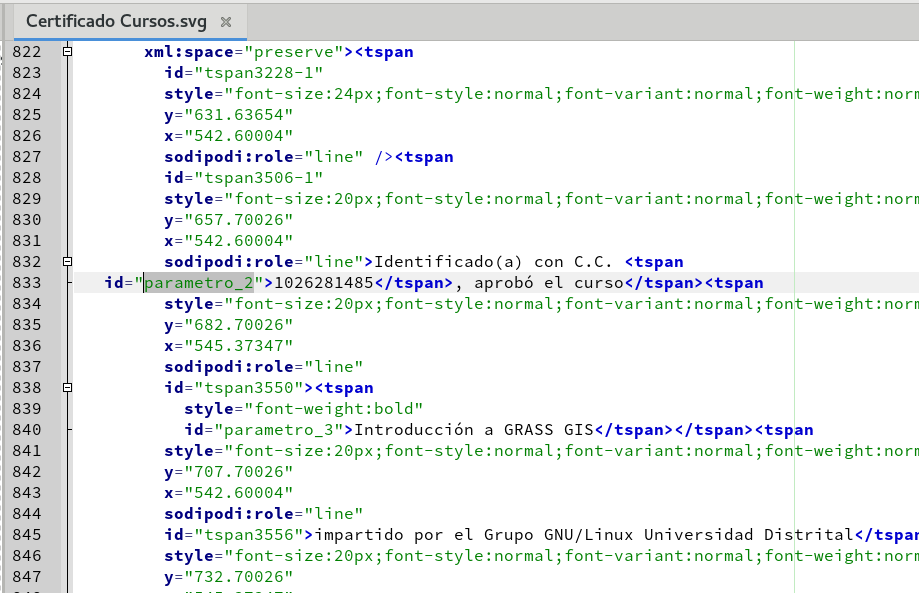 Certificado Cursos.svg
822 xml:space="preserve"><tspan
823 id="tspan3228-1"
824 style="font-size:24px;font-style:normal;font-variant:normal;font-weight:norm
825 y="631.63654"
826 x="542.60004"
827 sodipodi:role="line" /><tspan
828 id="tspan3506-1"
829 style="font-size:20px;font-style:normal;font-variant:normal;font-weight:norm
830 y="657.70026"
831 x="542.60004"
832 sodipodi:role="line">Identificado(a) con C.C. <tspan
833 id="parametro_2">1026281485</tspan>, aprobó el curso</tspan><tspan
834 style="font-size:20px;font-style:normal;font-variant:normal;font-weight:norm
835 y="682.70026"
836 x="545.37347"
837 sodipodi:role="line"
838 id="tspan3550"><tspan
839 style="font-weight:bold"
840 id="parametro_3">Introducción a GRASS GIS</tspan></tspan><tspan
841 style="font-size:20px;font-style:normal;font-variant:normal;font-weight:norm
842 y="707.70026"
843 x="542.60004"
844 sodipodi:role="line"
845 id="tspan3556">impartido por el Grupo GNU/Linux Universidad Distrital</tspan
846 style="font-size:20px;font-style:normal;font-variant:normal;font-weight:norm
847 y="732.70026"